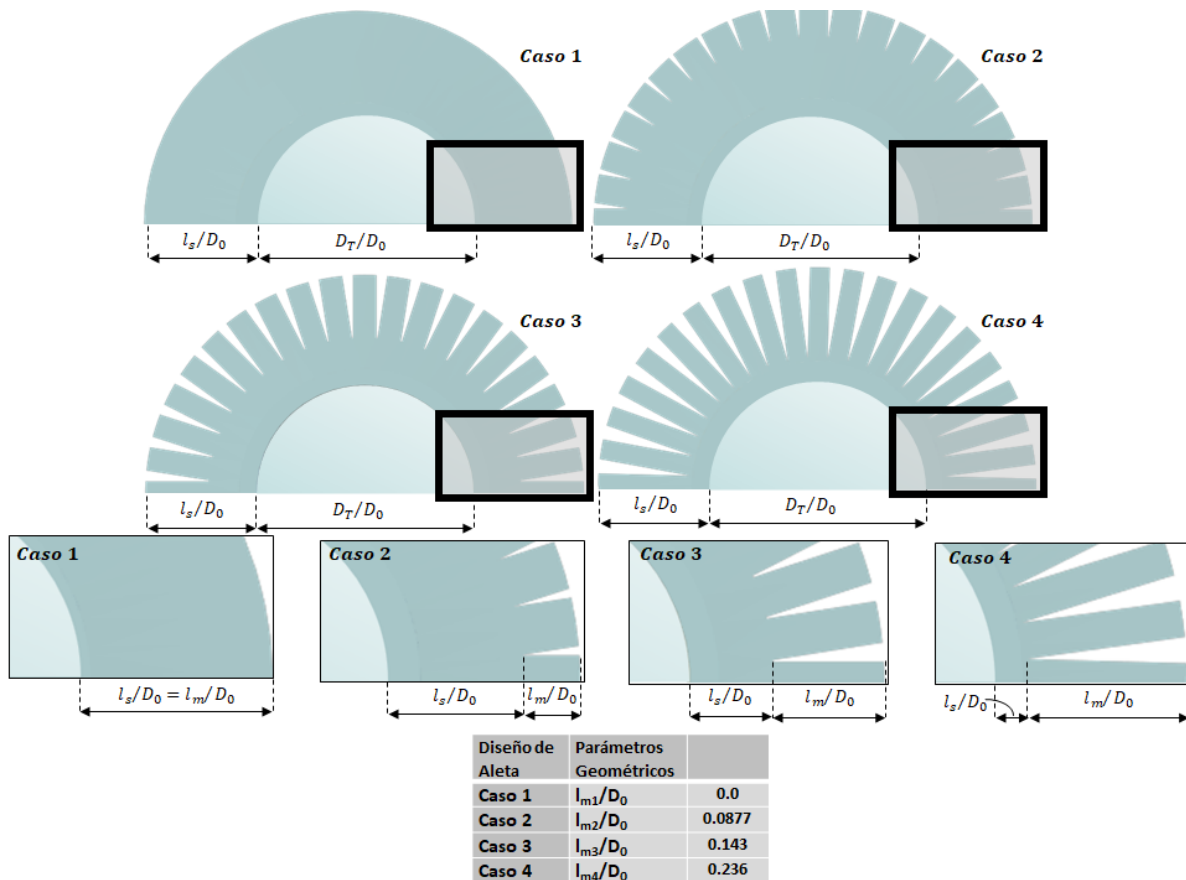 Caso 1
Caso 2
l_s/D_0
D_T/D_0
l_s/D_0
D_T/D_0
Caso 3
Caso 4
l_s/D_0
D_T/D_0
l_s/D_0
D_T/D_0
Caso 1
Caso 2
Caso 3
Caso 4
l_s/D_0 = l_m/D_0
l_s/D_0
l_m/D_0
l_s/D_0
l_m/D_0
l_s/D_0
l_m/D_0
Diseño de Aleta
Parámetros Geométricos
Caso 1 l_m1/D_0 0.0
Caso 2 l_m2/D_0 0.0877
Caso 3 l_m3/D_0 0.143
Caso 4 l_m4/D_0 0.236